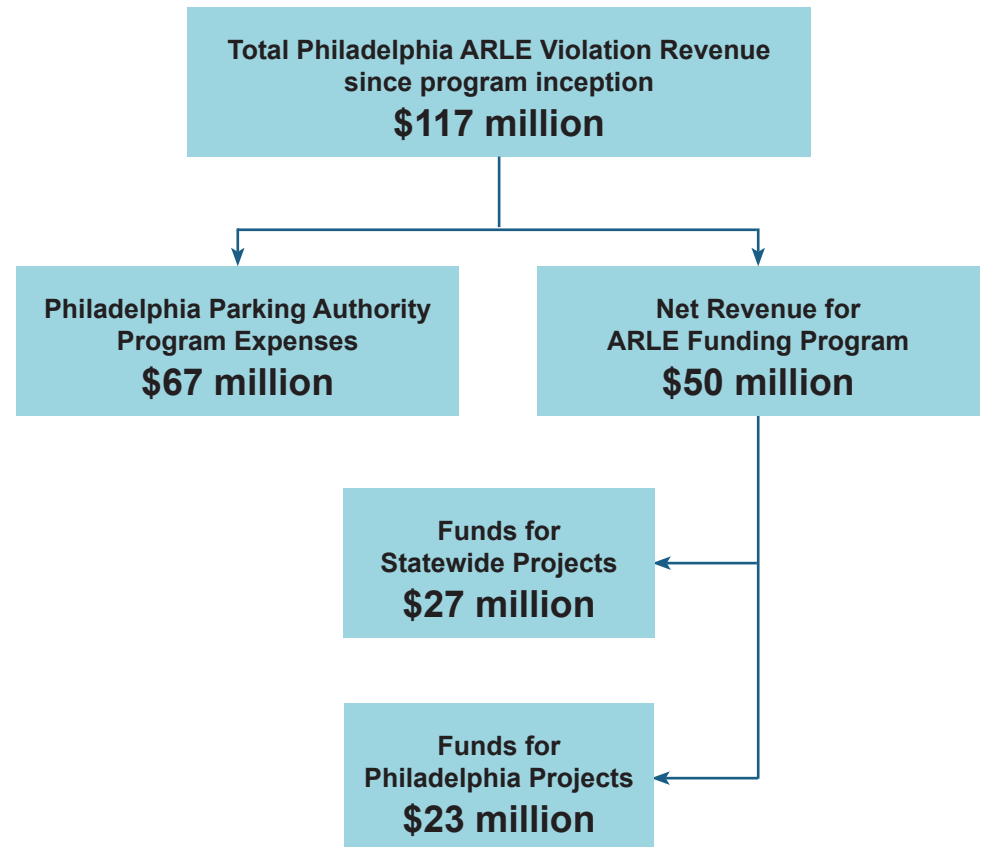 Total Philadelphia ARLE Violation Revenue
since program inception
$117 million
Philadelphia Parking Authority
Program Expenses
$67 million
Net Revenue for
ARLE Funding Program
$50 million
Funds for
Statewide Projects
$27 million
Funds for
Philadelphia Projects
$23 million